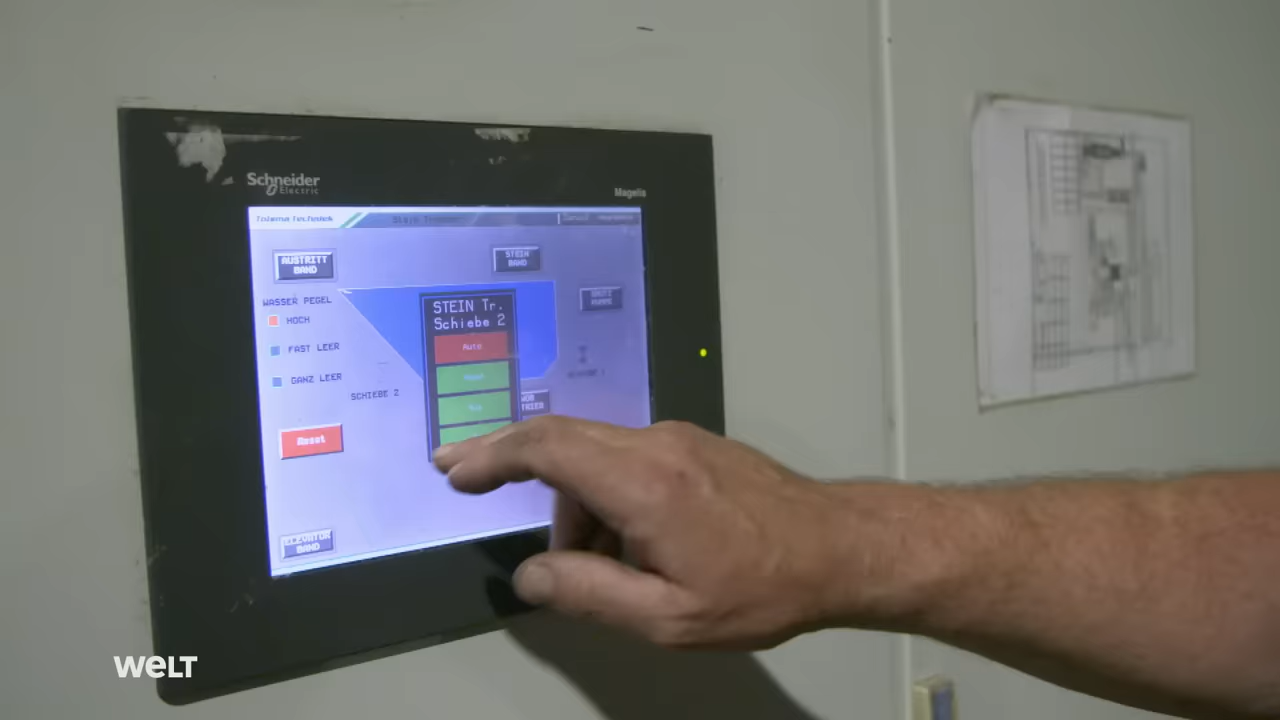 Schneider
Electric
Magelis
AUSTRITT
BAND
STEIN
BAND
WASSER PEGEL
HOCH
FAST LEER
GANZ LEER
SCHIEBE 2
STEIN Tr.
Schiebe 2
Auto
Reset
BAND
WELT